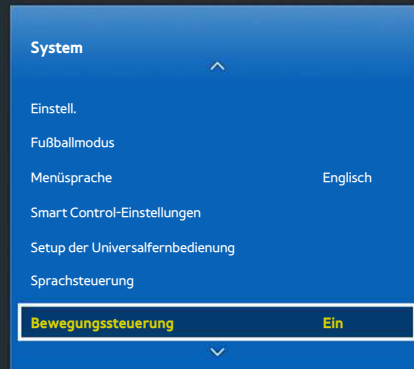 System
Einstell.
Fußballmodus
Menüsprache Englisch
Smart Control-Einstellungen
Setup der Universalfernbedienung
Sprachsteuerung
Bewegungssteuerung Ein